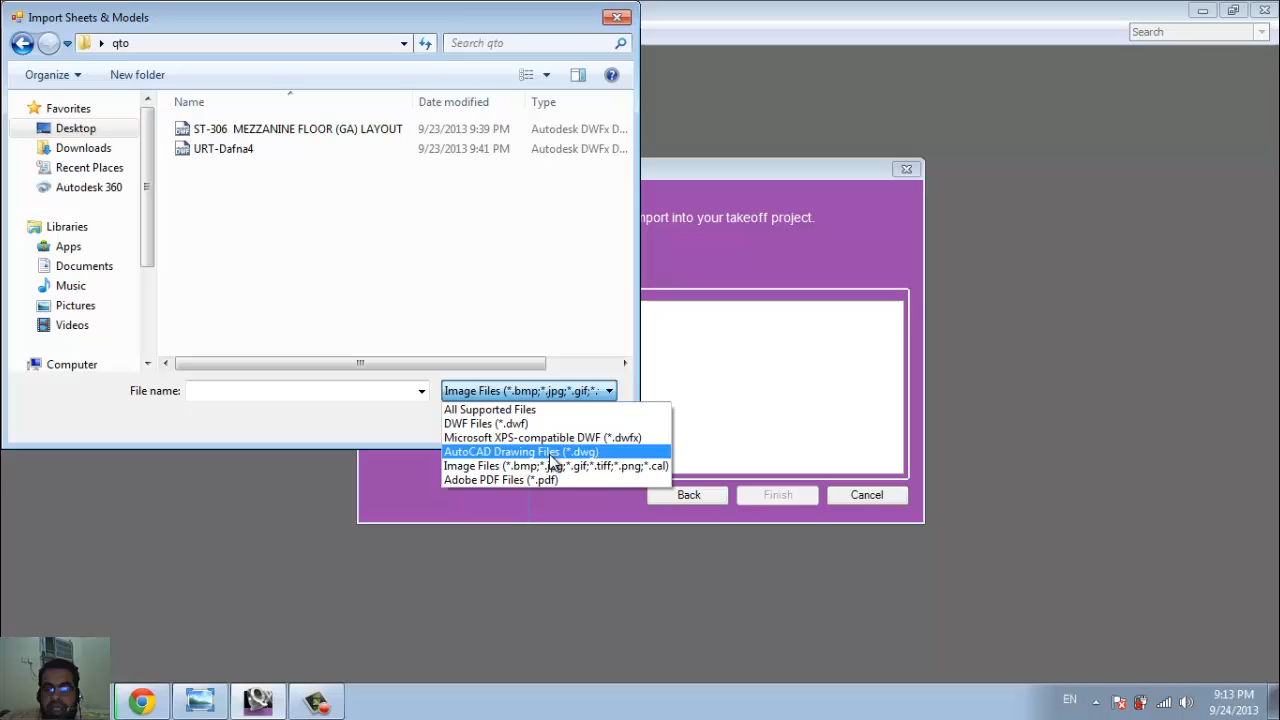 Import Sheets & Models
Search
qto
Search qto
Organize
New folder
Name
Date modified
Type
Favorites
Desktop
Downloads
Recent Places
Autodesk 360
Libraries
Apps
Documents
Music
Pictures
Videos
Computer
ST-306 MEZZANINE FLOOR (GA) LAYOUT
9/23/2013 9:39 PM
Autodesk DWFx D...
URT-Dafna4
9/23/2013 9:41 PM
Autodesk DWFx D...
mport into your takeoff project.
File name:
Image Files (*.bmp;*.jpg;*.gif;*.
All Supported Files
DWF Files (*.dwf)
Microsoft XPS-compatible DWF (*.dwfx)
AutoCAD Drawing Files (*.dwg)
Image Files (*.bmp;*.jpg;*.gif;*.tiff;*.png;*.cal)
Adobe PDF Files (*.pdf)
Back
Finish
Cancel
EN
9:13 PM
9/24/2013